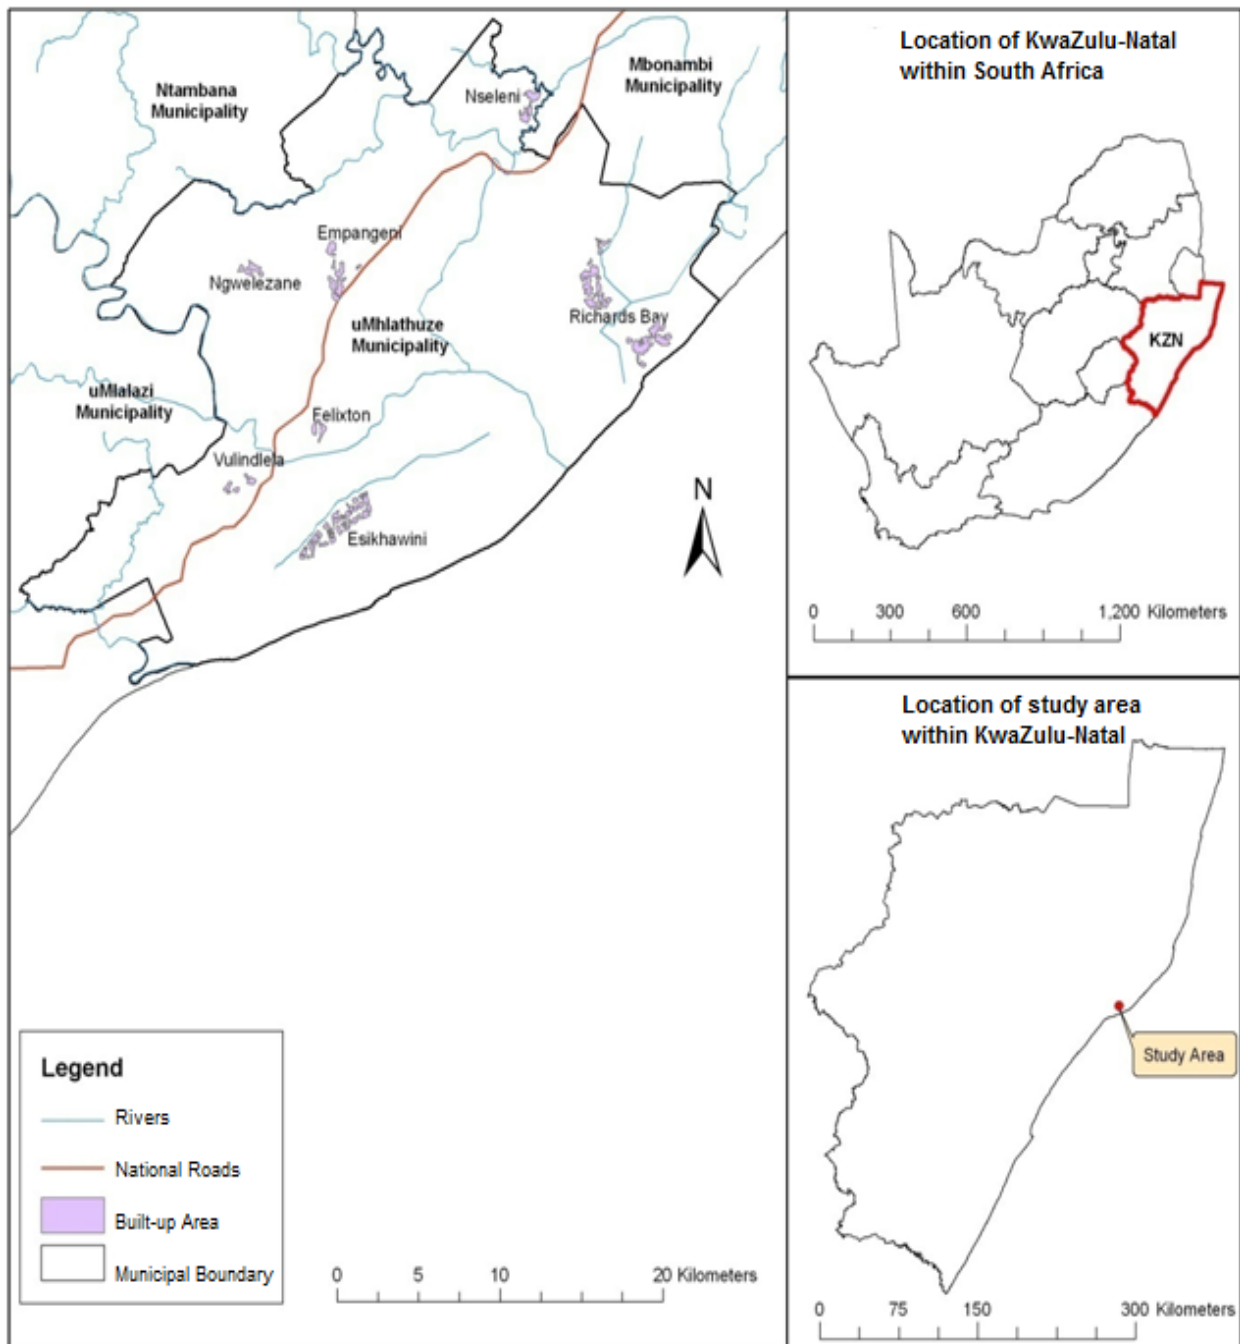 Ntambana
Municipality
Nseleni
Mbonambi
Municipality
Empangeni
Ngwelezane
uMhlathuze
Municipality
Richards Bay
uMlalazi
Municipality
Felixton
Vulindlela
Esikhawini
N
Legend
Rivers
National Roads
Built-up Area
Municipal Boundary
0 5 10 20 Kilometers
Location of KwaZulu-Natal
within South Africa
KZN
0 300 600 1,200 Kilometers
Location of study area
within KwaZulu-Natal
Study Area
0 75 150 300 Kilometers